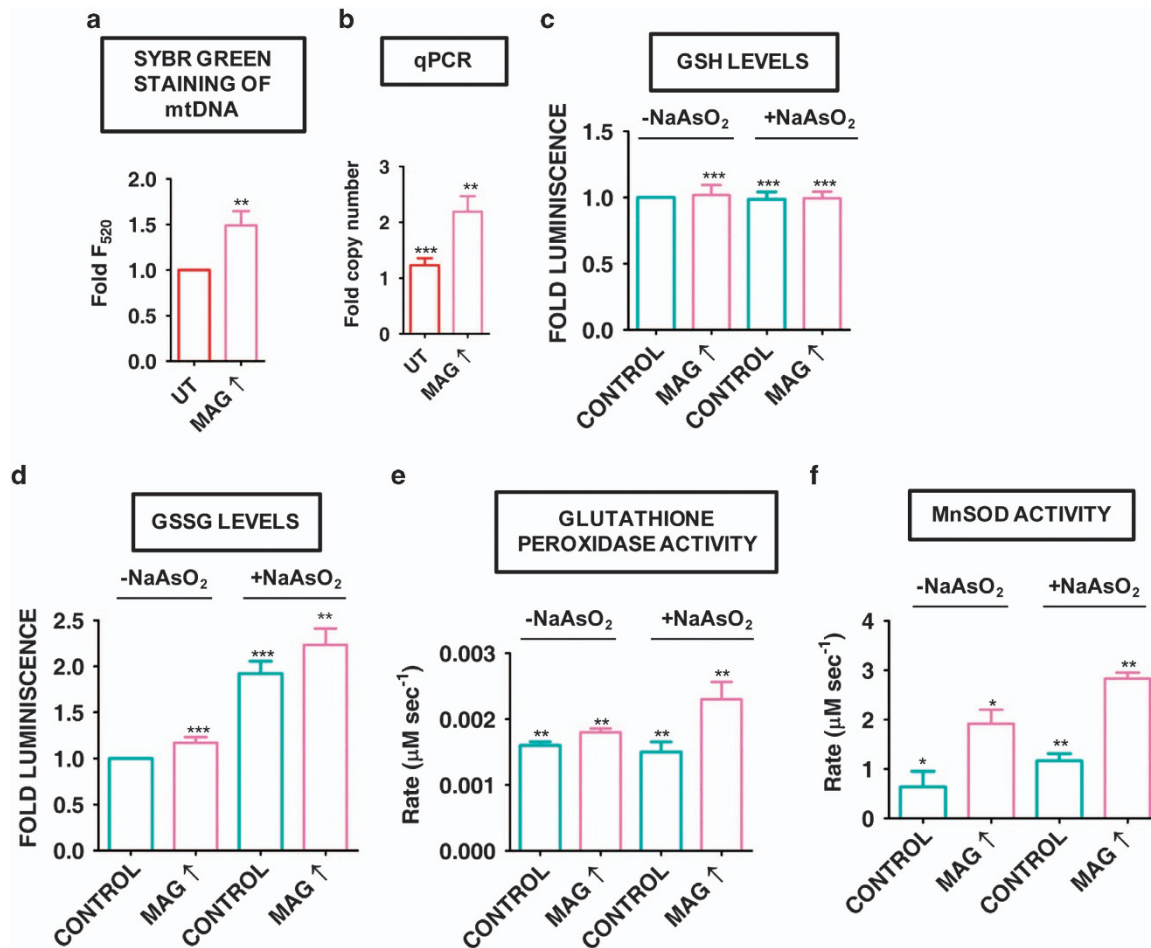 a
SYBR GREEN
STAINING OF
mtDNA
2.0
1.5
1.0
0.5
0.0
Fold F₅₂₀
**
UT
MAG ↑
b
qPCR
3
2
1
0
Fold copy number
***
**
UT
MAG ↑
c
GSH LEVELS
-NaAsO₂ +NaAsO₂
1.5
1.0
0.5
0.0
FOLD LUMINISCENCE
*** *** ***
CONTROL
MAG ↑
CONTROL
MAG ↑
d
GSSG LEVELS
-NaAsO₂ +NaAsO₂
2.5
2.0
1.5
1.0
0.5
0.0
FOLD LUMINISCENCE
***
***
**
CONTROL
MAG ↑
CONTROL
MAG ↑
e
GLUTATHIONE
PEROXIDASE ACTIVITY
-NaAsO₂ +NaAsO₂
0.003
0.002
0.001
0.000
Rate (μM sec⁻¹)
**
**
**
**
CONTROL
MAG ↑
CONTROL
MAG ↑
f
MnSOD ACTIVITY
-NaAsO₂ +NaAsO₂
4
3
2
1
0
Rate (μM sec⁻¹)
*
*
**
**
CONTROL
MAG ↑
CONTROL
MAG ↑